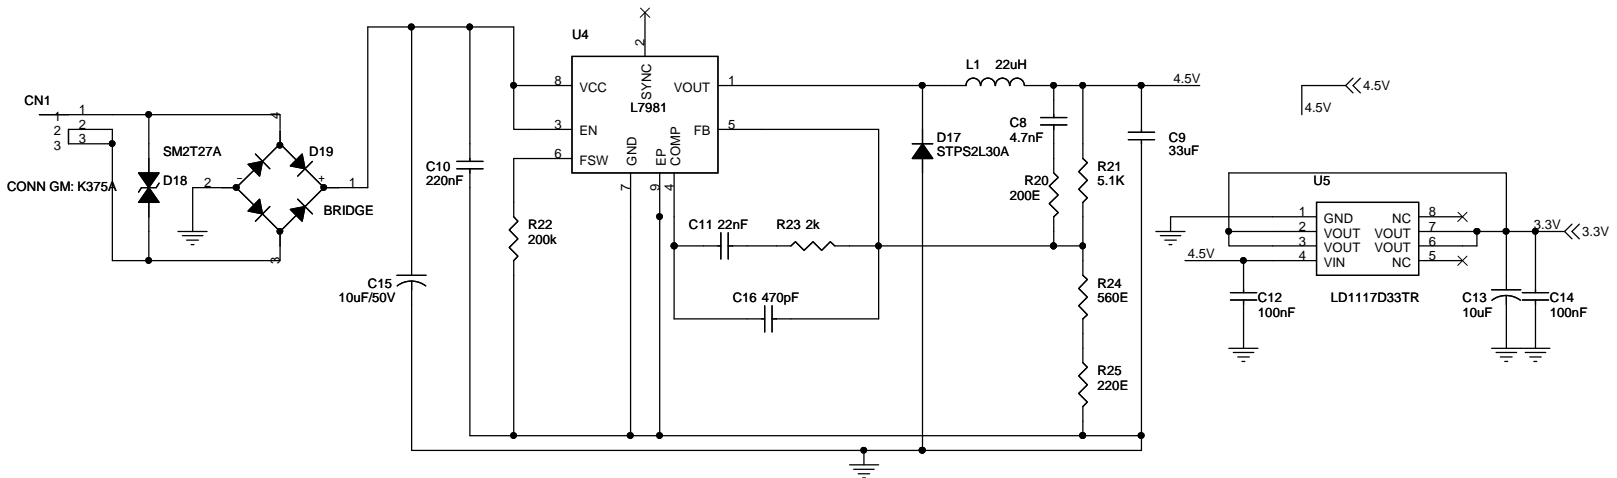 CN1
1
1
2
2
3
3
CONN GM: K375A
SM2T27A
D18
4
D19
-
+
2
1
BRIDGE
3
C15
10uF/50V
C10
220nF
R22
200k
U4
2
SYNC
L7981
8 VCC
3 EN
6 FSW
VOUT 1
FB 5
GND
EP
COMP
7
9
4
C11 22nF
R23 2k
C16 470pF
D17
STPS2L30A
L1 22uH
4.5V
C8
4.7nF
R20
200E
R21
5.1K
C9
33uF
R24
560E
R25
220E
4.5V
4.5V
U5
1 GND
2 VOUT
3 VOUT
4 VIN
NC 8
VOUT 7
VOUT 6
NC 5
LD1117D33TR
4.5V
3.3V
3.3V
C12
100nF
C13
10uF
C14
100nF